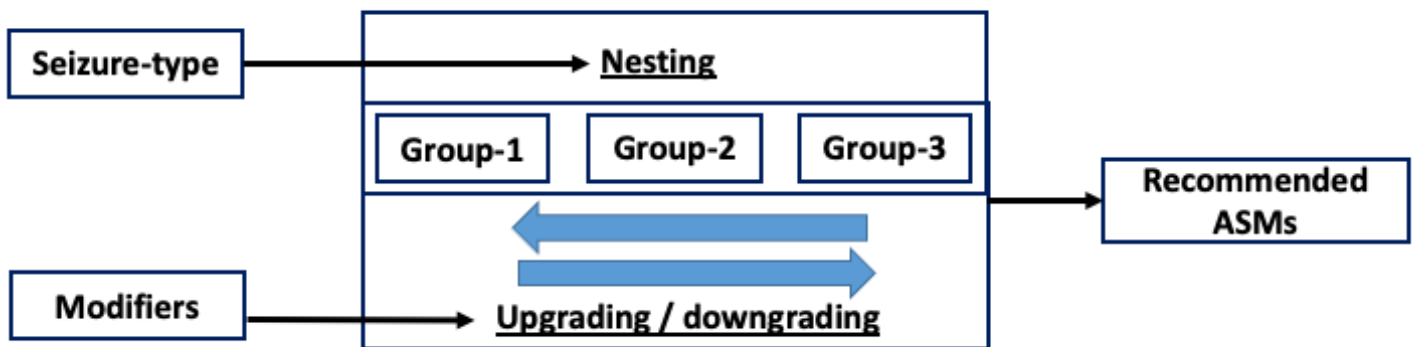 Seizure-type
Nesting
Group-1
Group-2
Group-3
Recommended
ASMs
Modifiers
Upgrading / downgrading